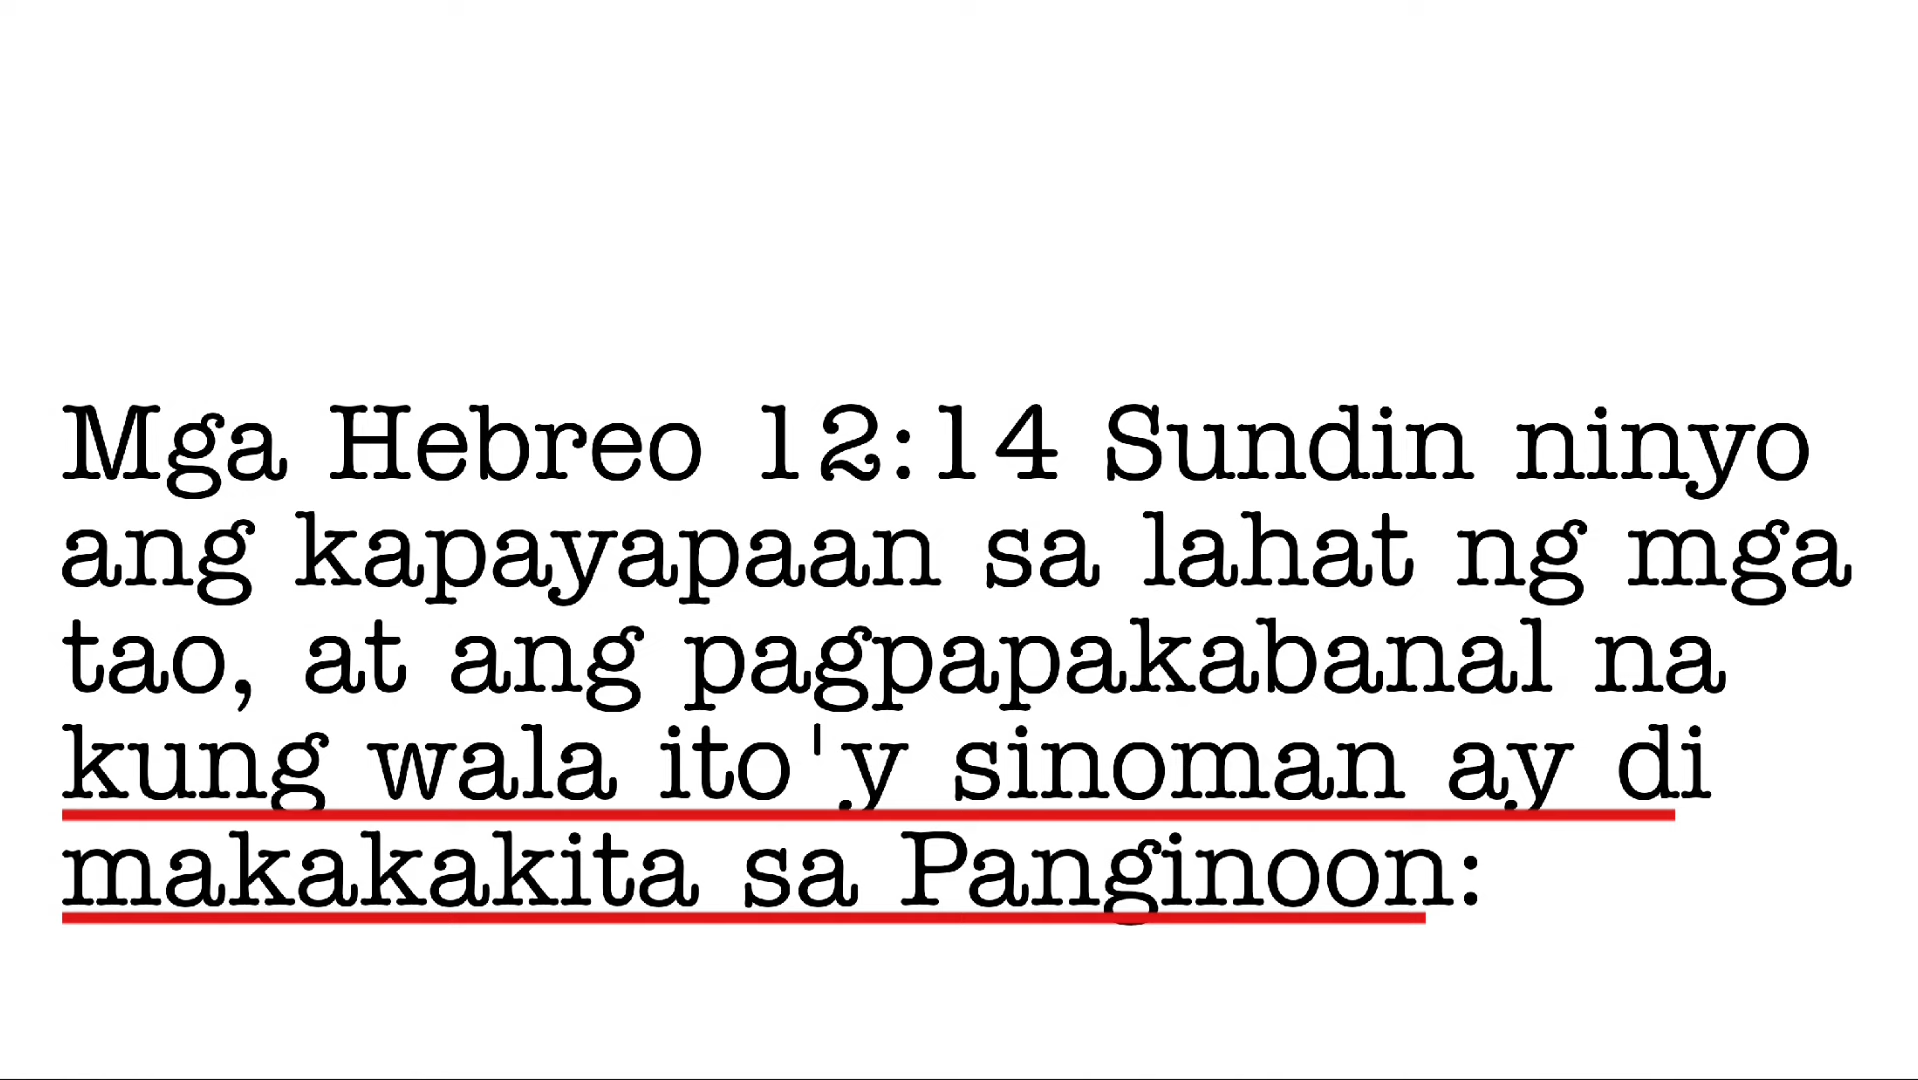 Mga Hebreo 12:14 Sundin ninyo
ang kapayapaan sa lahat ng mga
tao, at ang pagpapakabanal na
kung wala ito'y sinoman ay di
makakakita sa Panginoon: